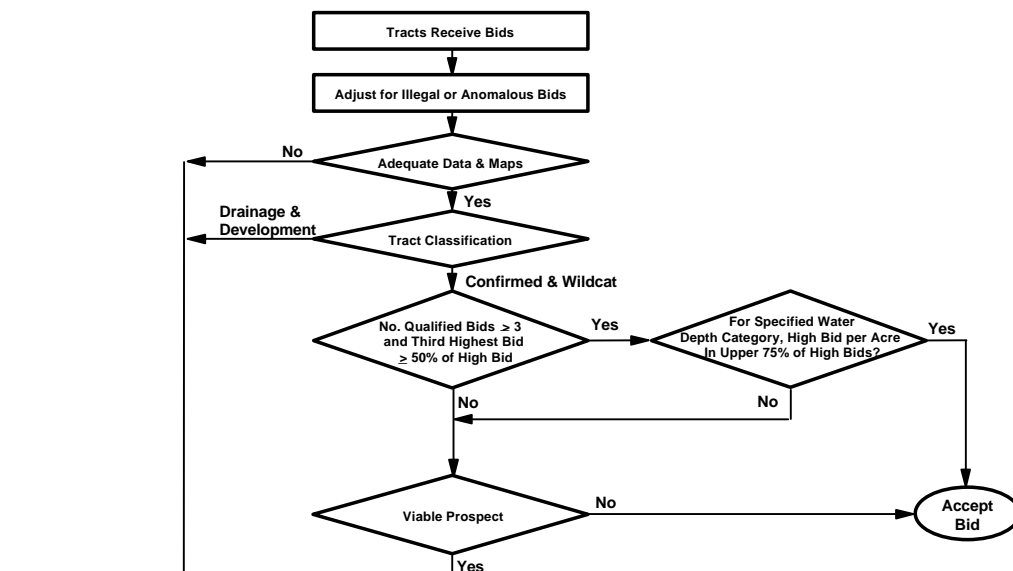 Tracts Receive Bids
Adjust for Illegal or Anomalous Bids
No
Adequate Data & Maps
Yes
Drainage &
Development
Tract Classification
Confirmed & Wildcat
No. Qualified Bids ≥ 3
and Third Highest Bid
≥ 50% of High Bid
Yes
For Specified Water
Depth Category, High Bid per Acre
In Upper 75% of High Bids?
Yes
No
No
Viable Prospect
No
Accept
Bid
Yes